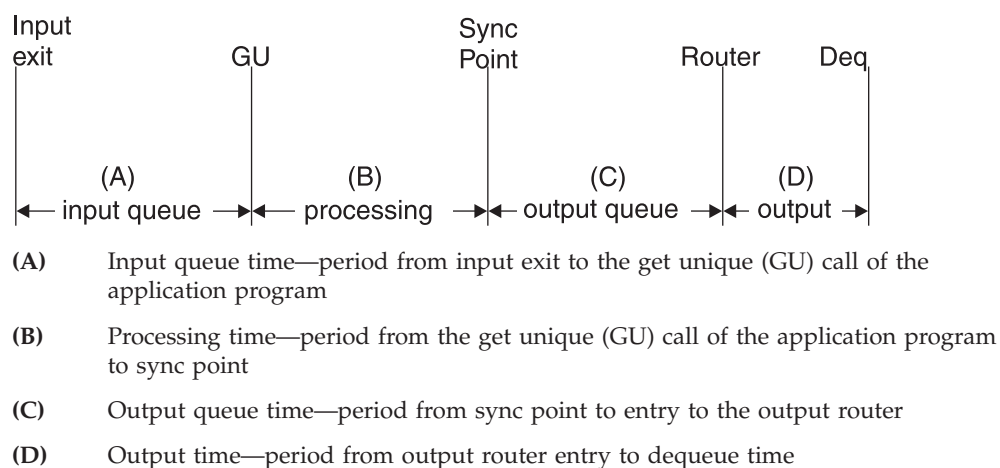 Input
exit
GU
Sync
Point
Router
Deq
(A)
(B)
(C)
(D)
input queue
processing
output queue
output
(A) Input queue time—period from input exit to the get unique (GU) call of the
application program
(B) Processing time—period from the get unique (GU) call of the application program
to sync point
(C) Output queue time—period from sync point to entry to the output router
(D) Output time—period from output router entry to dequeue time